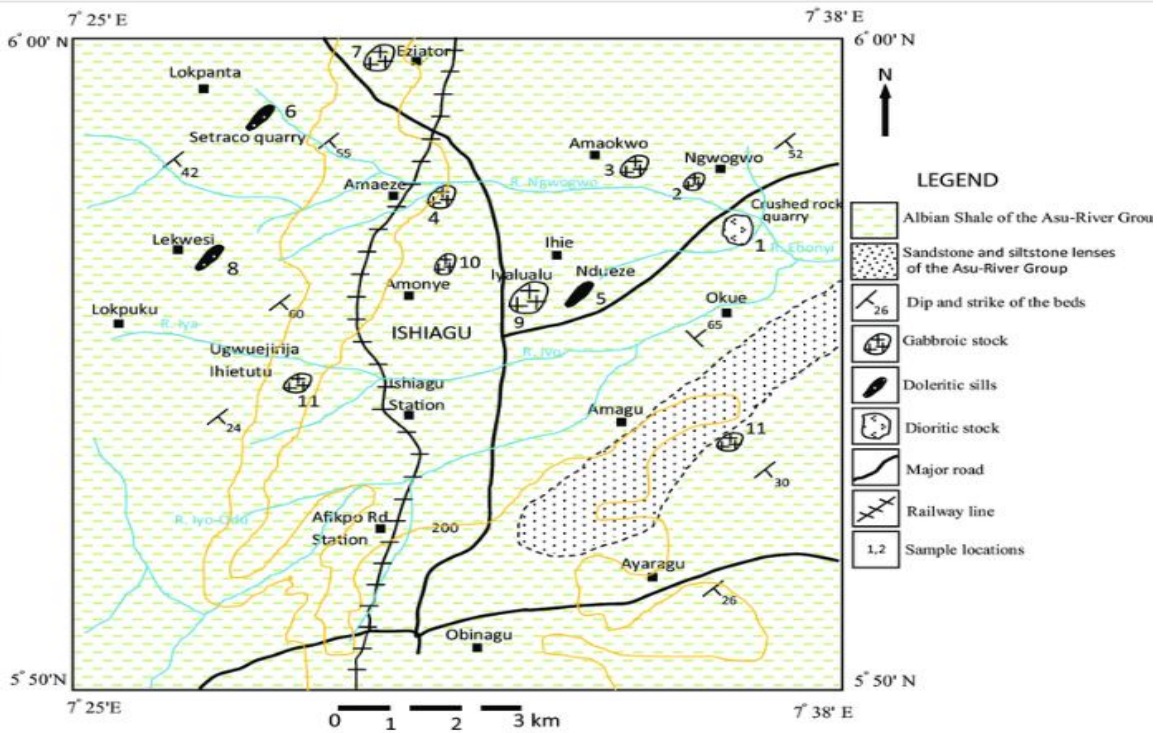 7° 25' E
7° 38' E
6° 00' N
6° 00' N
7
Eziator
N
Lokpanta
6
Setraco quarry
55
Amaokwo
52
3
Ngwogwo
42
2
LEGEND
Amaeze
R. Ngwogwo
4
Crushed rock
quarry
Albian Shale of the Asu-River Grou
1
Lekwesi
Ihie
R. Ebonyi
8
10
Iyalualu
Ndueze
Sandstone and siltstone lenses
of the Asu-River Group
Amonye
5
9
Okue
60
26
Dip and strike of the beds
Lokpuku
R. Iya
ISHIAGU
65
Gabbroic stock
Ugwuejirija
Ihietutu
R. Ivo
11
Ishiagu
Station
Doleritic sills
24
Amagu
Dioritic stock
11
30
Major road
R. Iyo-Odo
Afikpo Rd
Station
200
Railway line
1,2
Sample locations
Ayaragu
26
Obinagu
5° 50' N
5° 50' N
7° 25' E
7° 38' E
0 1 2 3 km